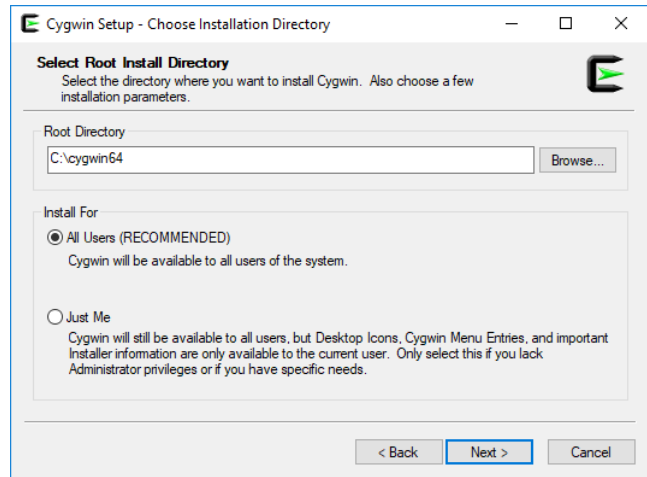 Cygwin Setup - Choose Installation Directory
Select Root Install Directory
Select the directory where you want to install Cygwin. Also choose a few
installation parameters.
Root Directory
C:\cygwin64
Browse...
Install For
All Users (RECOMMENDED)
Cygwin will be available to all users of the system.
Just Me
Cygwin will still be available to all users, but Desktop Icons, Cygwin Menu Entries, and important
Installer information are only available to the current user. Only select this if you lack
Administrator privileges or if you have specific needs.
< Back
Next >
Cancel